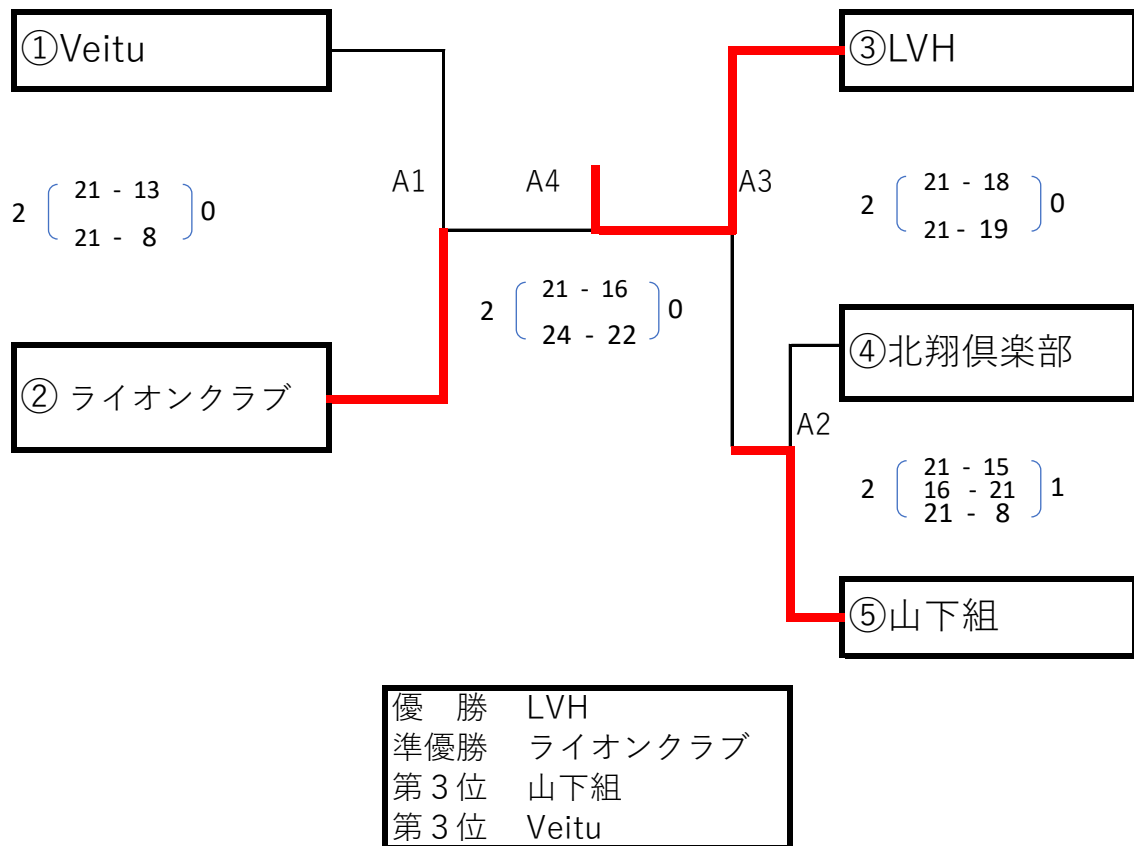 ①Veitu
③LVH
A1
A4
A3
2 21 - 13 0
21 - 8
2 21 - 18 0
21 - 19
2 21 - 16 0
24 - 22
② ライオンクラブ
④北翔倶楽部
A2
2 21 - 15 1
16 - 21
21 - 8
⑤山下組
優　勝　LVH
準優勝　ライオンクラブ
第３位　山下組
第３位　Veitu